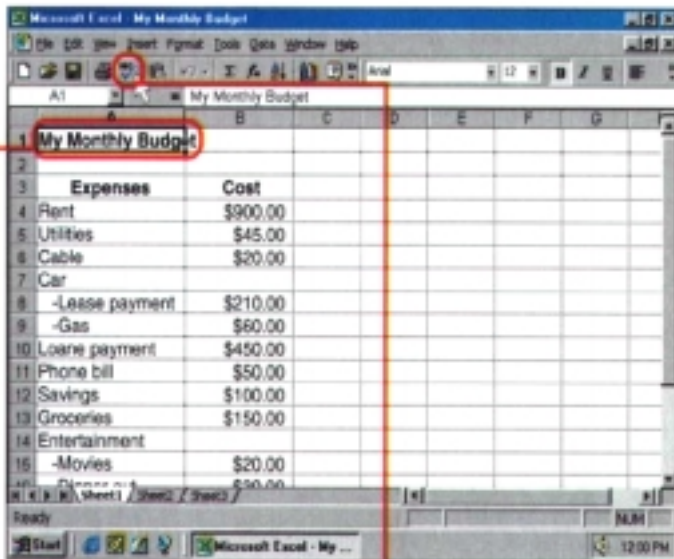 Microsoft Excel - My Monthly Budget
File Edit View Insert Format Tools Data Window Help
Arial 12 B I U
A1 = My Monthly Budget
A B C D E F G
1 My Monthly Budget
2
3 Expenses Cost
4 Rent $900.00
5 Utilities $45.00
6 Cable $20.00
7 Car
8 -Lease payment $210.00
9 -Gas $60.00
10 Loane payment $450.00
11 Phone bill $50.00
12 Savings $100.00
13 Groceries $150.00
14 Entertainment
15 -Movies $20.00
Sheet1 / Sheet2 / Sheet3 /
Ready NUM
Start Microsoft Excel - My ... 12:00 PM